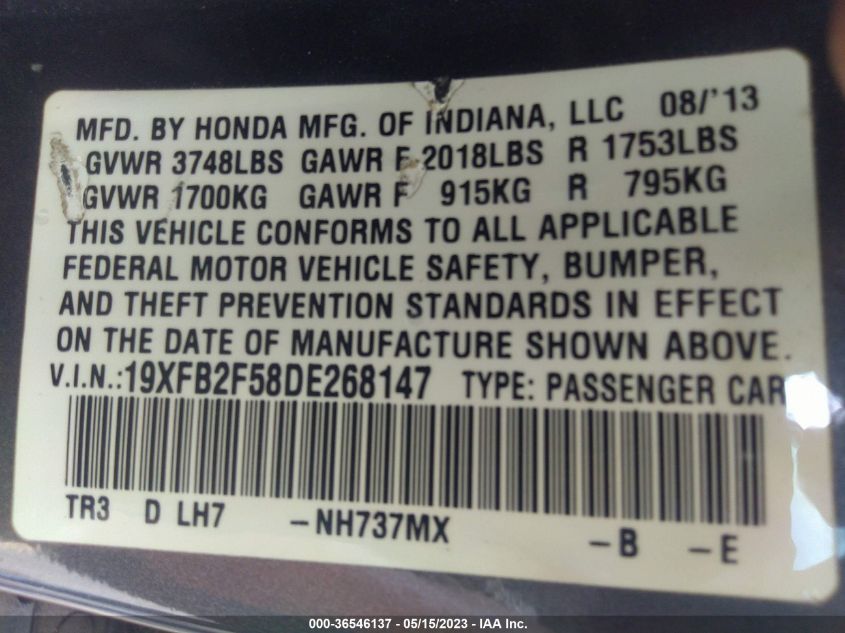 MFD. BY HONDA MFG. OF INDIANA, LLC 08/'13
GVWR 3748LBS GAWR F 2018LBS R 1753LBS
GVWR 1700KG GAWR F 915KG R 795KG
THIS VEHICLE CONFORMS TO ALL APPLICABLE
FEDERAL MOTOR VEHICLE SAFETY, BUMPER,
AND THEFT PREVENTION STANDARDS IN EFFECT
ON THE DATE OF MANUFACTURE SHOWN ABOVE.
V.I.N.:19XFB2F58DE268147 TYPE: PASSENGER CAR
TR3 D LH7 -NH737MX -B -E
000-36546137 - 05/15/2023 - IAA Inc.